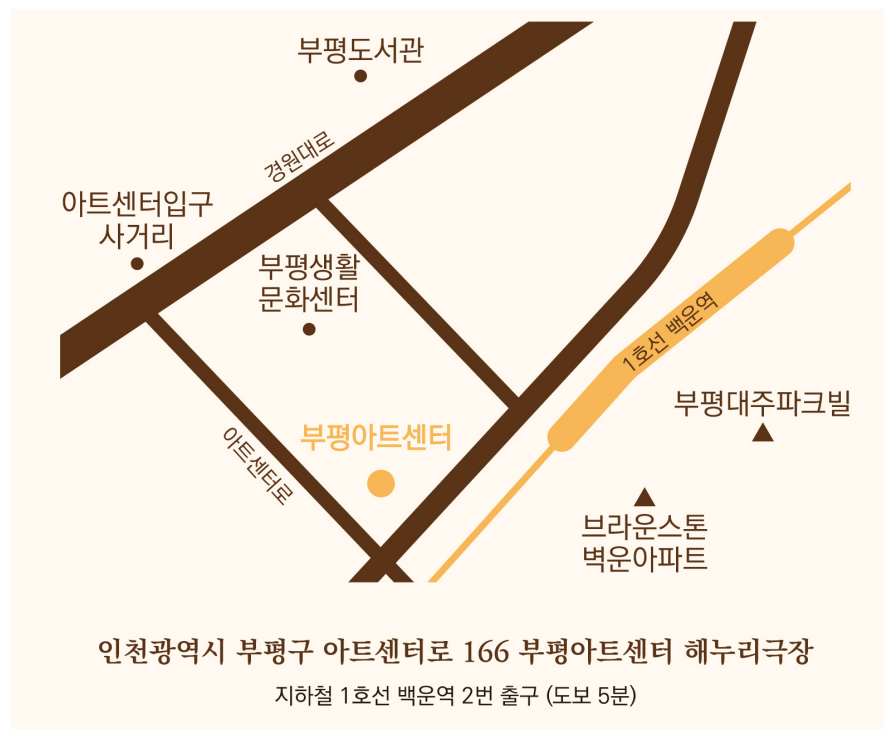 부평도서관
경원대로
아트센터입구
사거리
부평생활
문화센터
1호선 백운역
부평대주파크빌
부평아트센터
아트센터로
브라운스톤
벽운아파트
인천광역시 부평구 아트센터로 166 부평아트센터 해누리극장
지하철 1호선 백운역 2번 출구 (도보 5분)